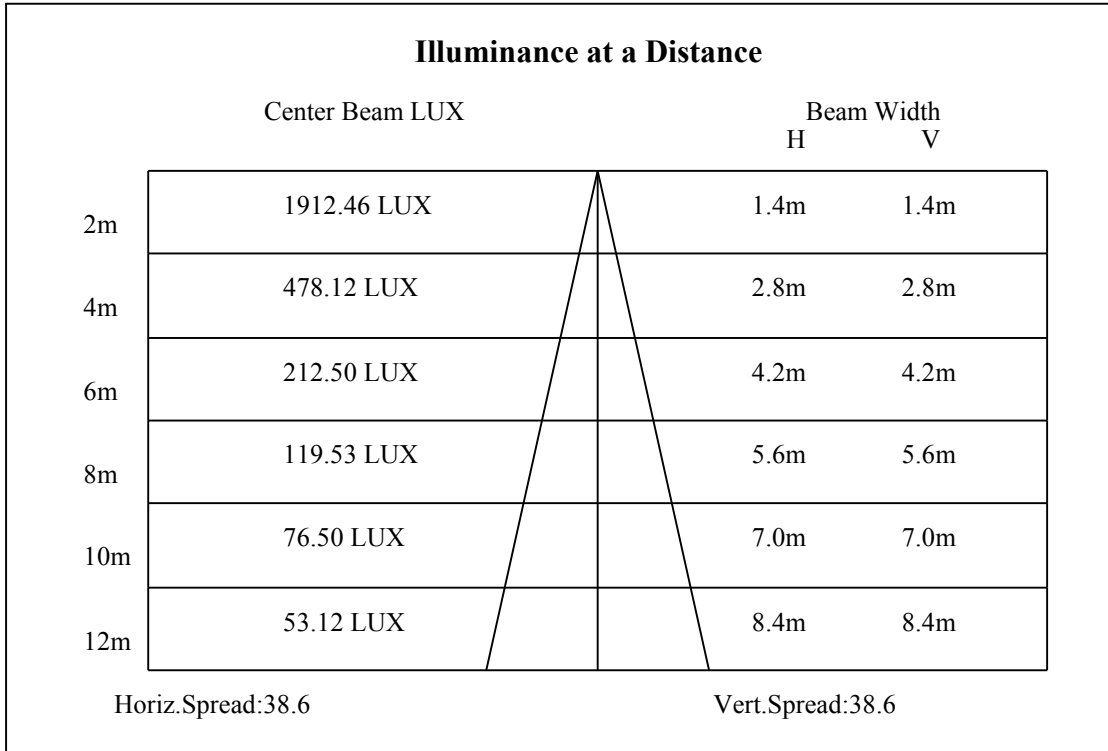 Illuminance at a Distance
Center Beam LUX Beam Width
H V
2m 1912.46 LUX 1.4m 1.4m
4m 478.12 LUX 2.8m 2.8m
6m 212.50 LUX 4.2m 4.2m
8m 119.53 LUX 5.6m 5.6m
10m 76.50 LUX 7.0m 7.0m
12m 53.12 LUX 8.4m 8.4m
Horiz.Spread:38.6 Vert.Spread:38.6